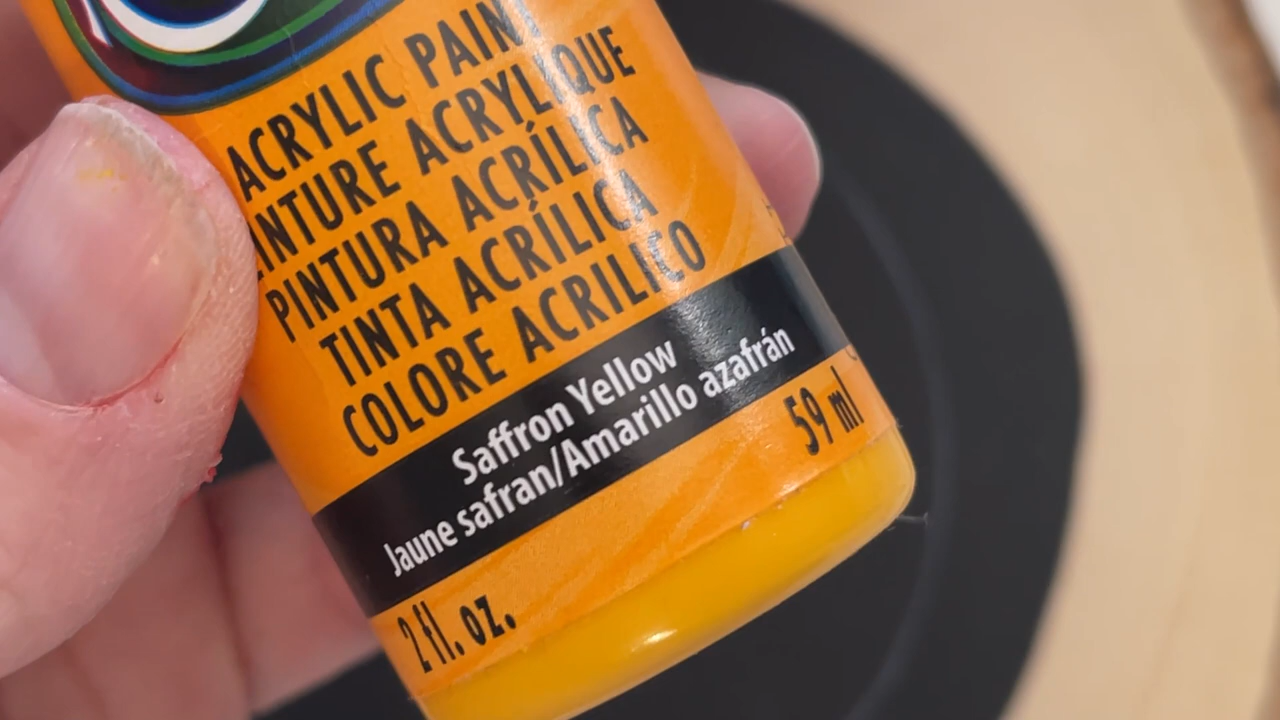 ACRYLIC PAINT
EINTURE ACRYLIQUE
PINTURA ACRÍLICA
TINTA ACRÍLICA
COLORE ACRILICO
Saffron Yellow
Jaune safran/Amarillo azafrán
2 fl. oz. 59 ml